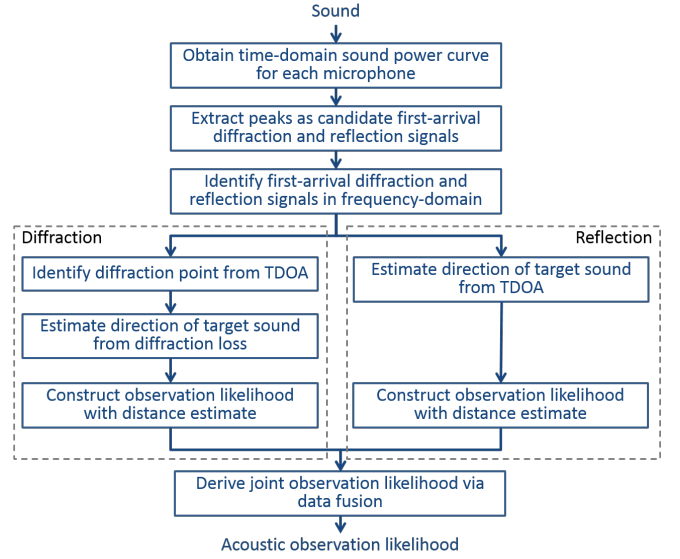 Sound
Obtain time-domain sound power curve
for each microphone
Extract peaks as candidate first-arrival
diffraction and reflection signals
Identify first-arrival diffraction and
reflection signals in frequency-domain
Diffraction
Identify diffraction point from TDOA
Estimate direction of target sound
from diffraction loss
Construct observation likelihood
with distance estimate
Reflection
Estimate direction of target sound
from TDOA
Construct observation likelihood
with distance estimate
Derive joint observation likelihood via
data fusion
Acoustic observation likelihood